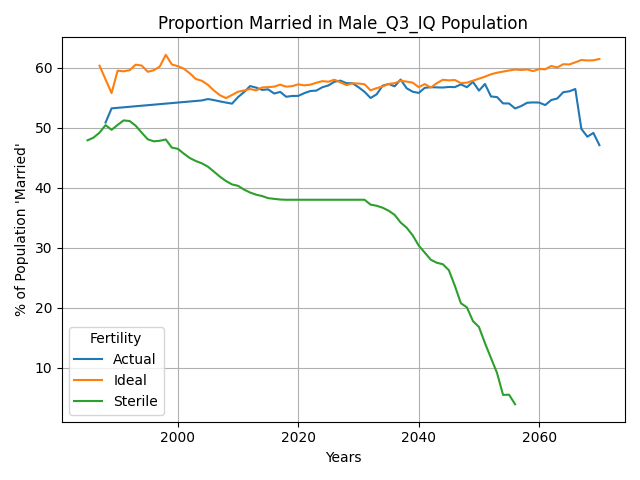 Proportion Married in Male_Q3_IQ Population
% of Population 'Married'
60
50
40
30
20
10
Fertility
Actual
Ideal
Sterile
2000 2020 2040 2060
Years